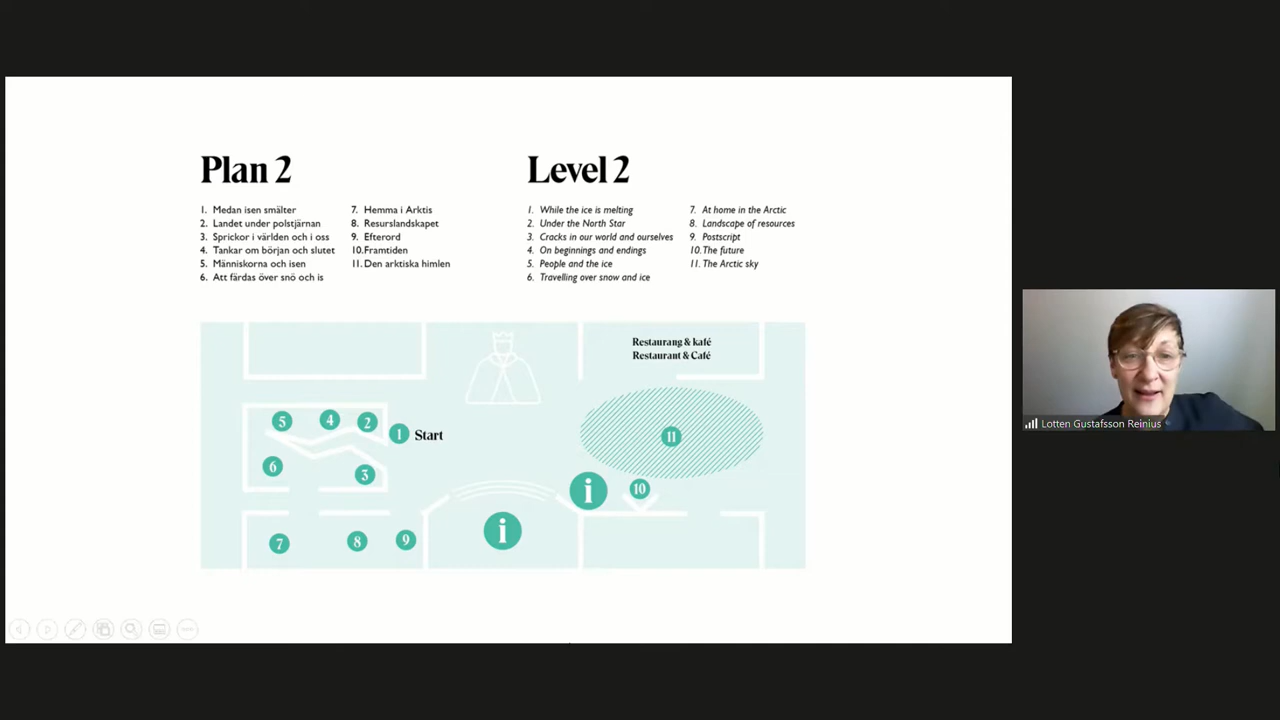 Plan 2
1. Medan isen smälter
2. Landet under polstjärnan
3. Sprickor i världen och i oss
4. Tankar om början och slutet
5. Människorna och isen
6. Att färdas över snö och is
7. Hemma i Arktis
8. Resurslandskapet
9. Efterord
10. Framtiden
11. Den arktiska himlen
Level 2
1. While the ice is melting
2. Under the North Star
3. Cracks in our world and ourselves
4. On beginnings and endings
5. People and the ice
6. Travelling over snow and ice
7. At home in the Arctic
8. Landscape of resources
9. Postscript
10. The future
11. The Arctic sky
Restaurang & kafé
Restaurant & Café
5 4 2
1 Start
11
6 3
i 10
i
7 8 9
Lotten Gustafsson Reinius